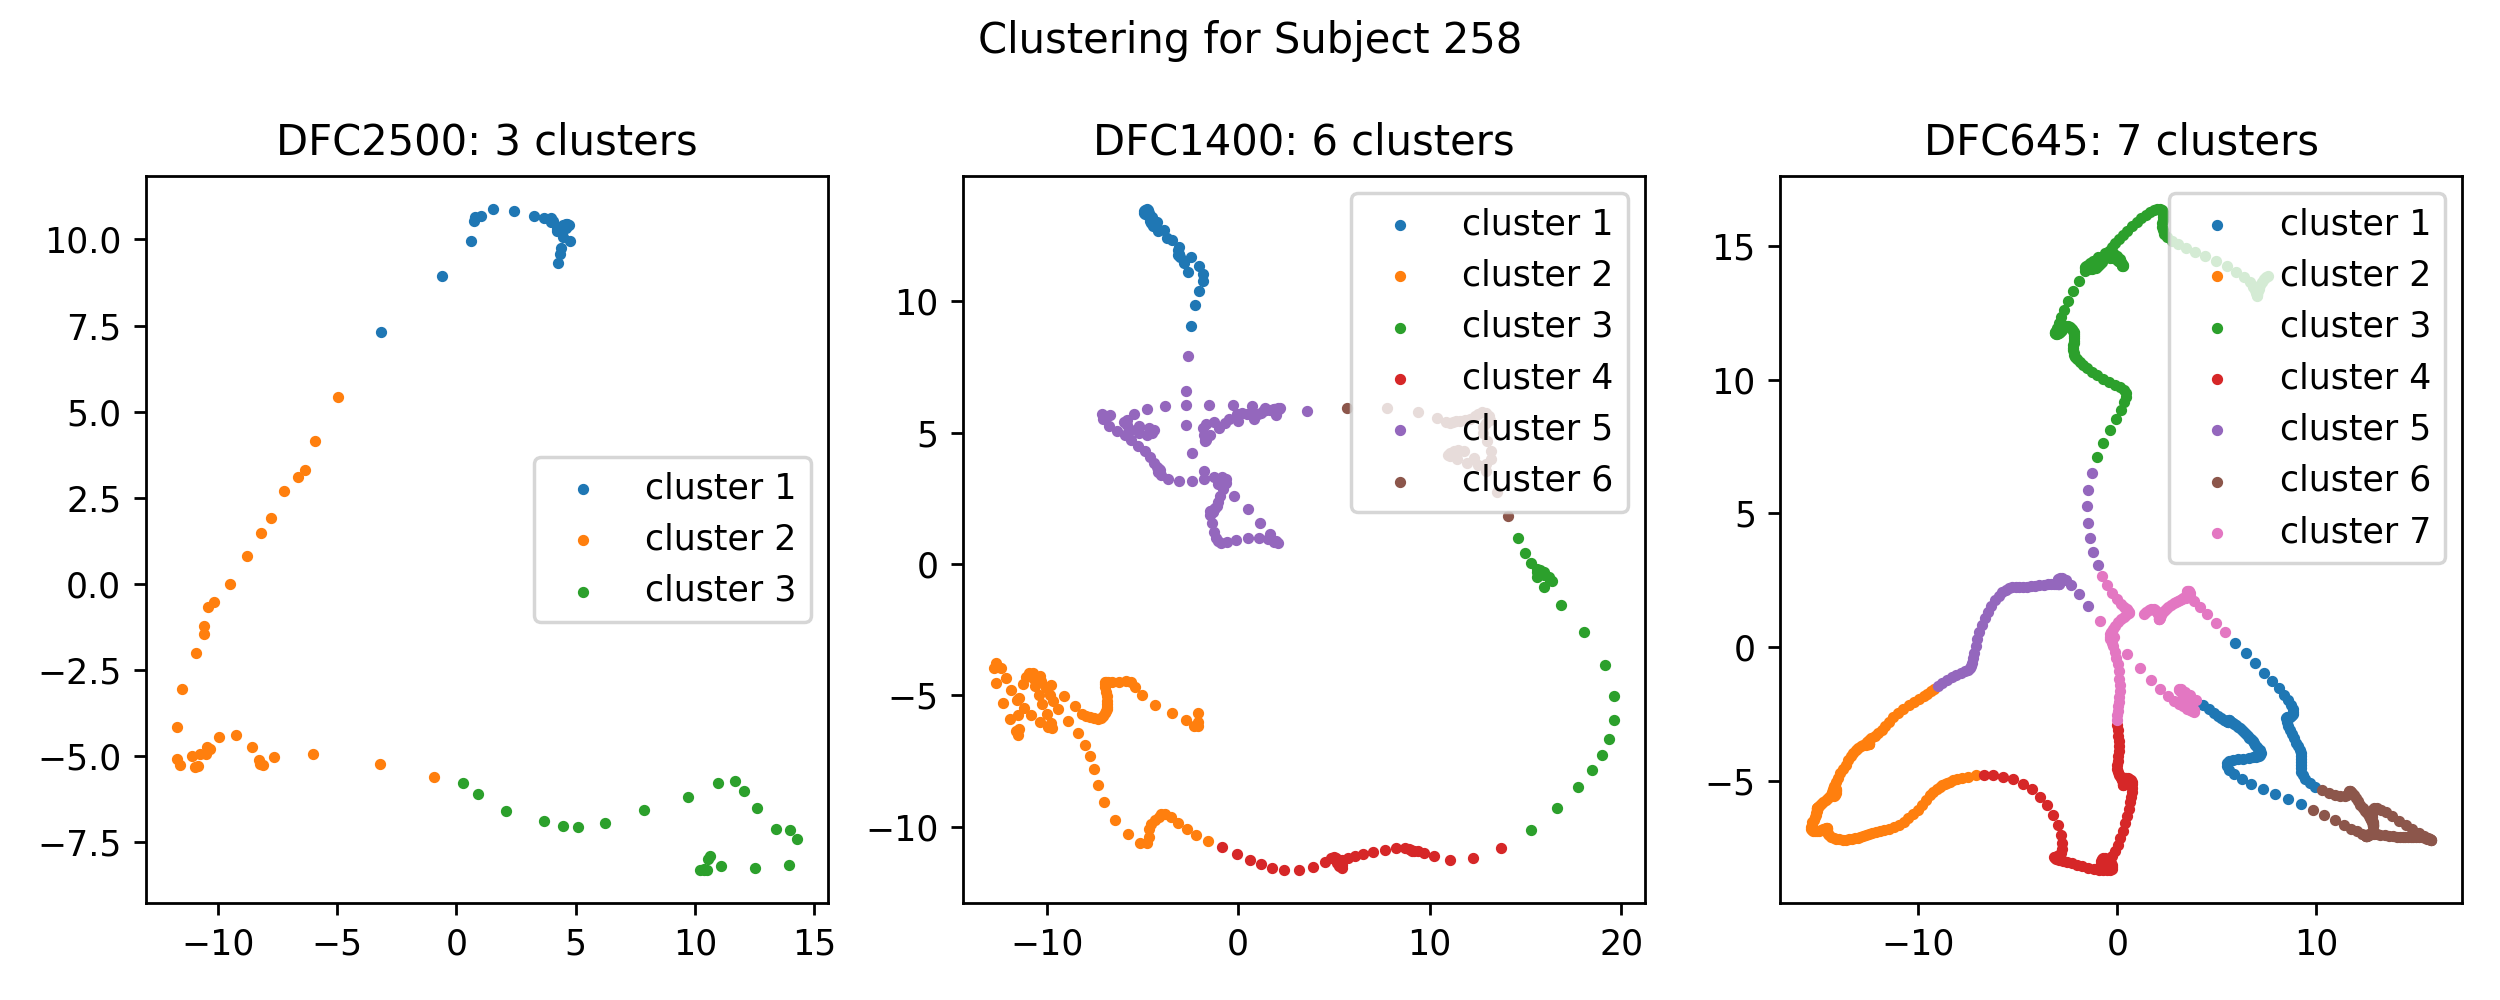 Clustering for Subject 258
DFC2500: 3 clusters
10.0
7.5
5.0
2.5
0.0
−2.5
−5.0
−7.5
−10
−5
0
5
10
15
cluster 1
cluster 2
cluster 3
DFC1400: 6 clusters
10
5
0
−5
−10
−10
0
10
20
cluster 1
cluster 2
cluster 3
cluster 4
cluster 5
cluster 6
DFC645: 7 clusters
15
10
5
0
−5
−10
0
10
cluster 1
cluster 2
cluster 3
cluster 4
cluster 5
cluster 6
cluster 7